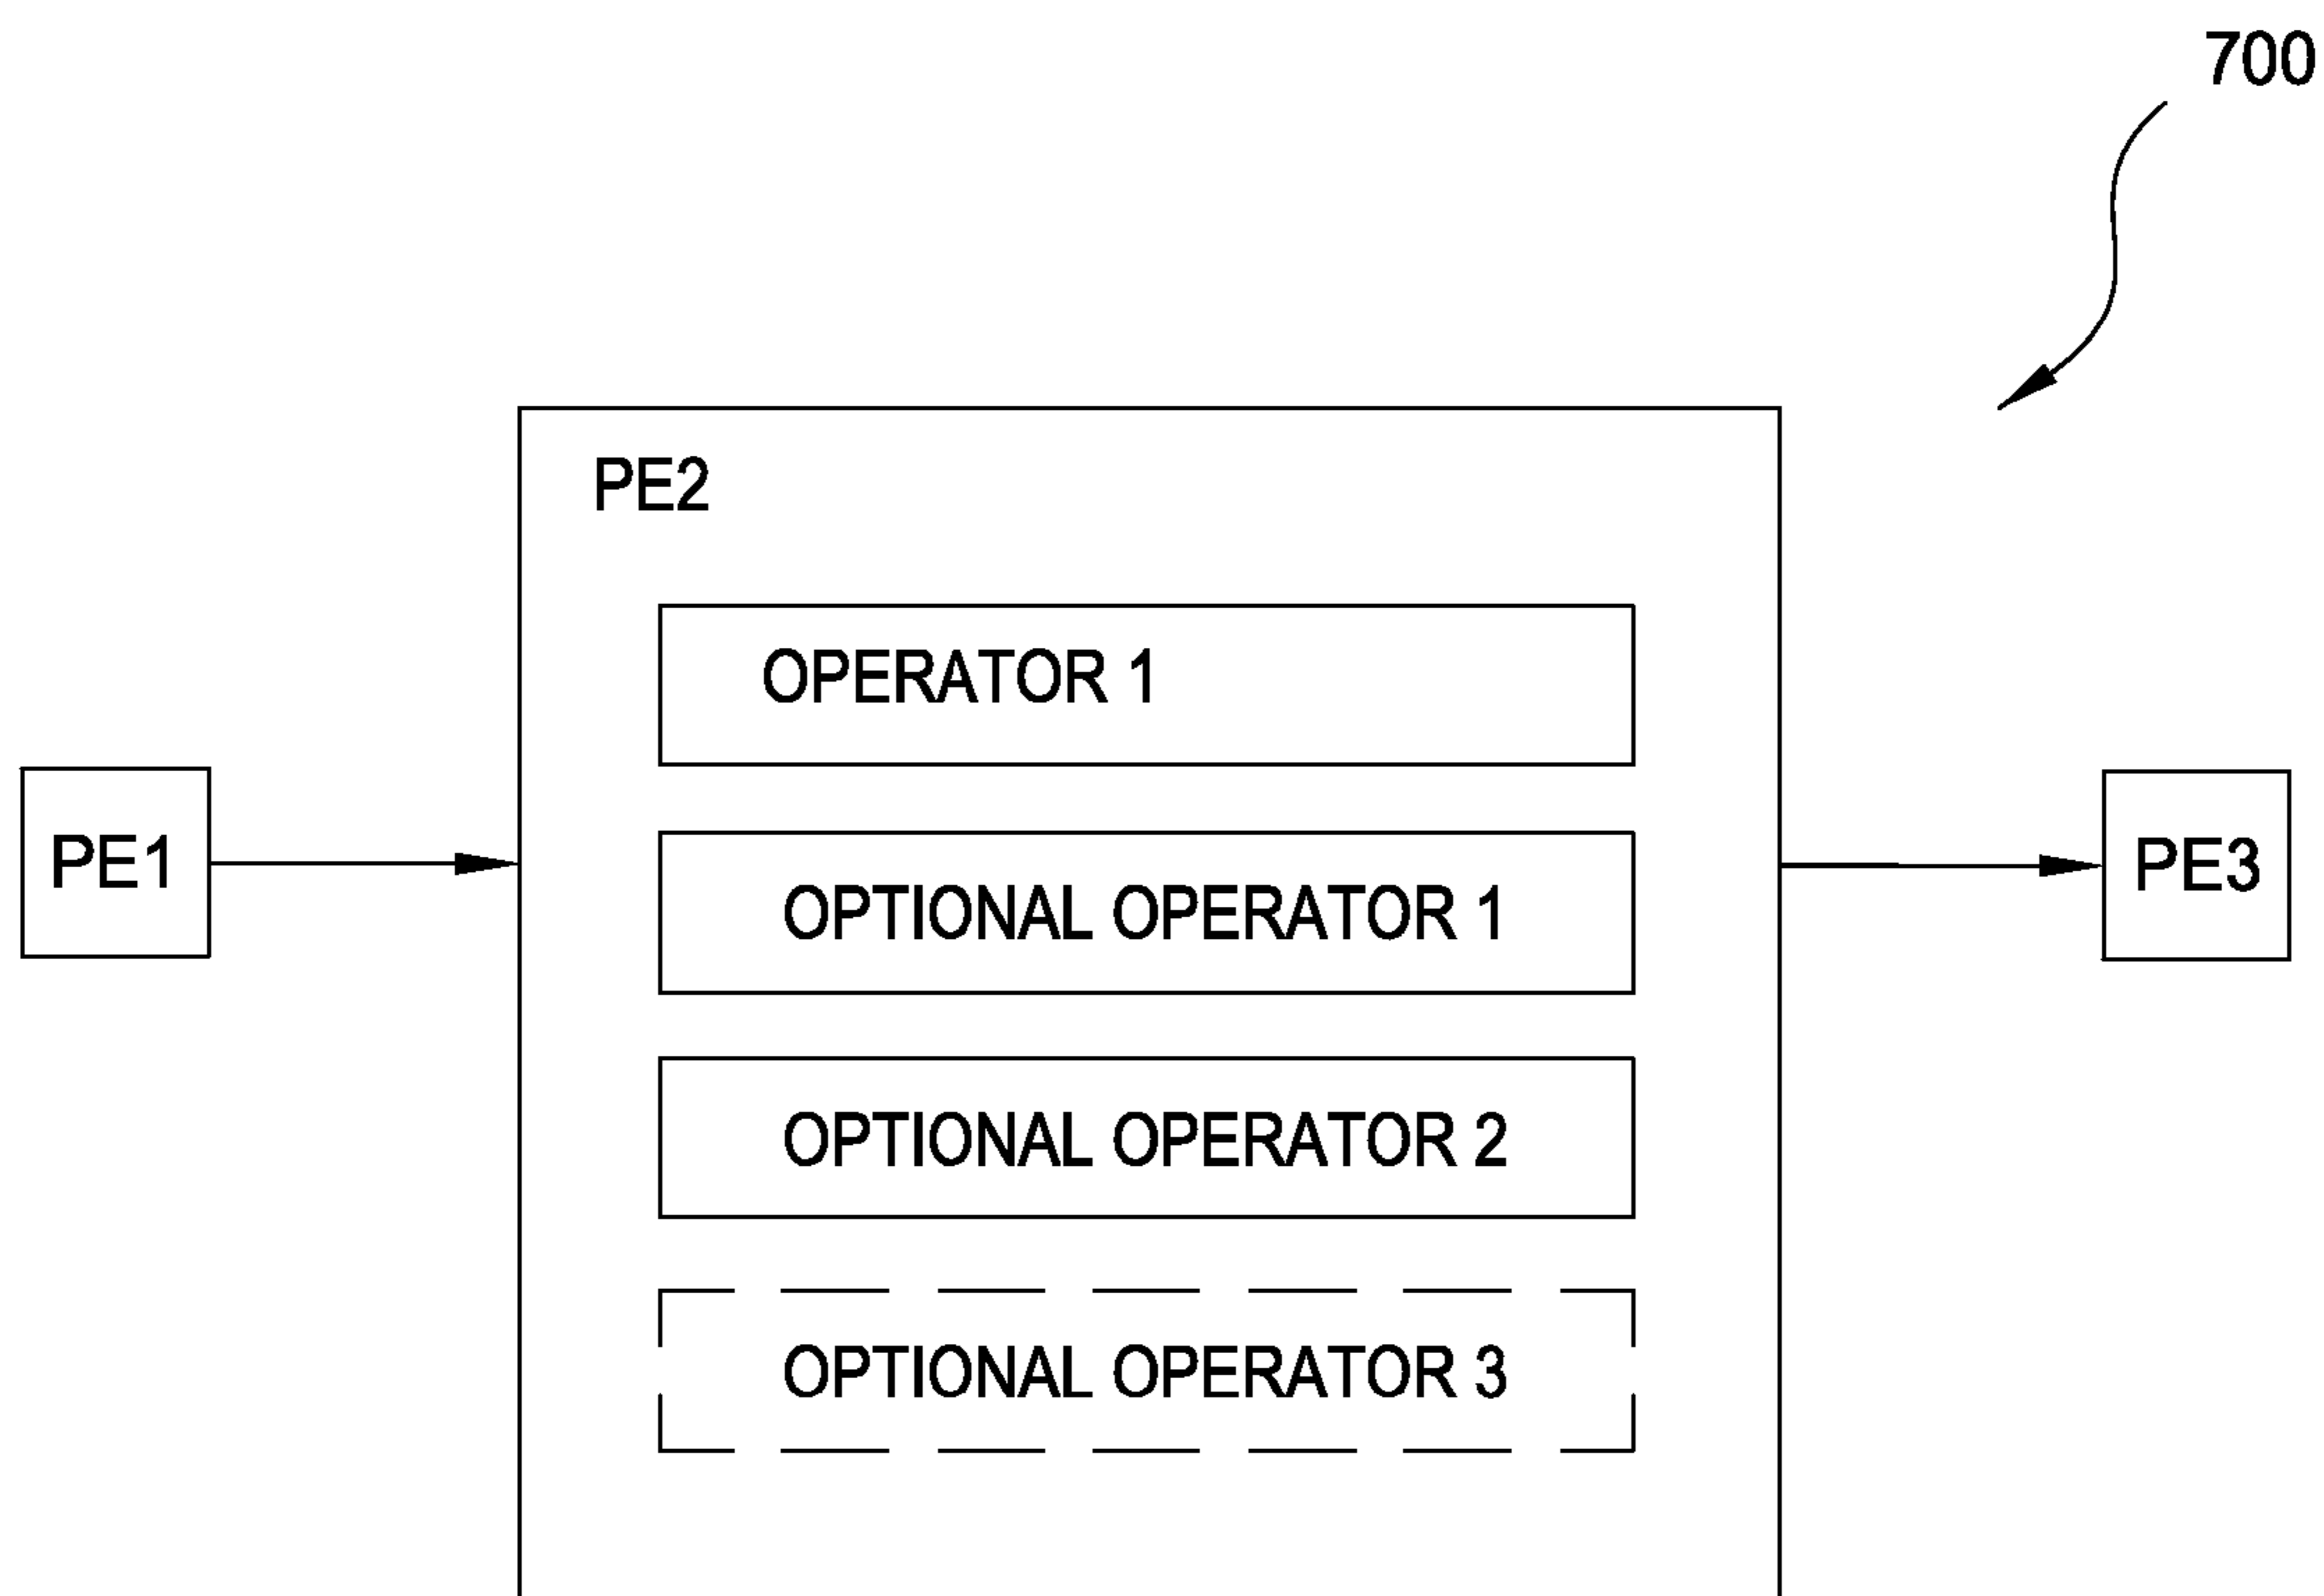 700
PE2
OPERATOR 1
PE1
PE3
OPTIONAL OPERATOR 1
OPTIONAL OPERATOR 2
OPTIONAL OPERATOR 3